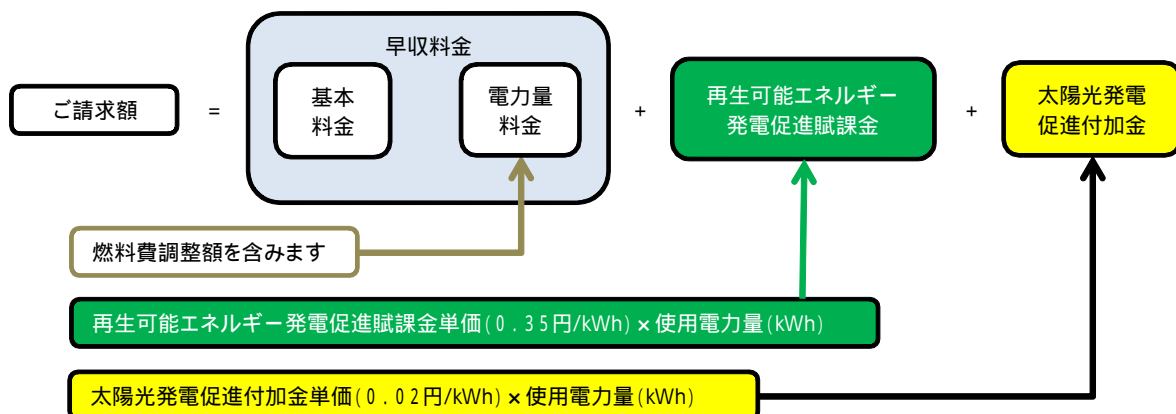 早収料金
ご請求額
=
基本
料金
電力量
料金
+
再生可能エネルギー
発電促進賦課金
+
太陽光発電
促進付加金
燃料費調整額を含みます
再生可能エネルギー発電促進賦課金単価(0.35円/kWh)×使用電力量(kWh)
太陽光発電促進付加金単価(0.02円/kWh)×使用電力量(kWh)